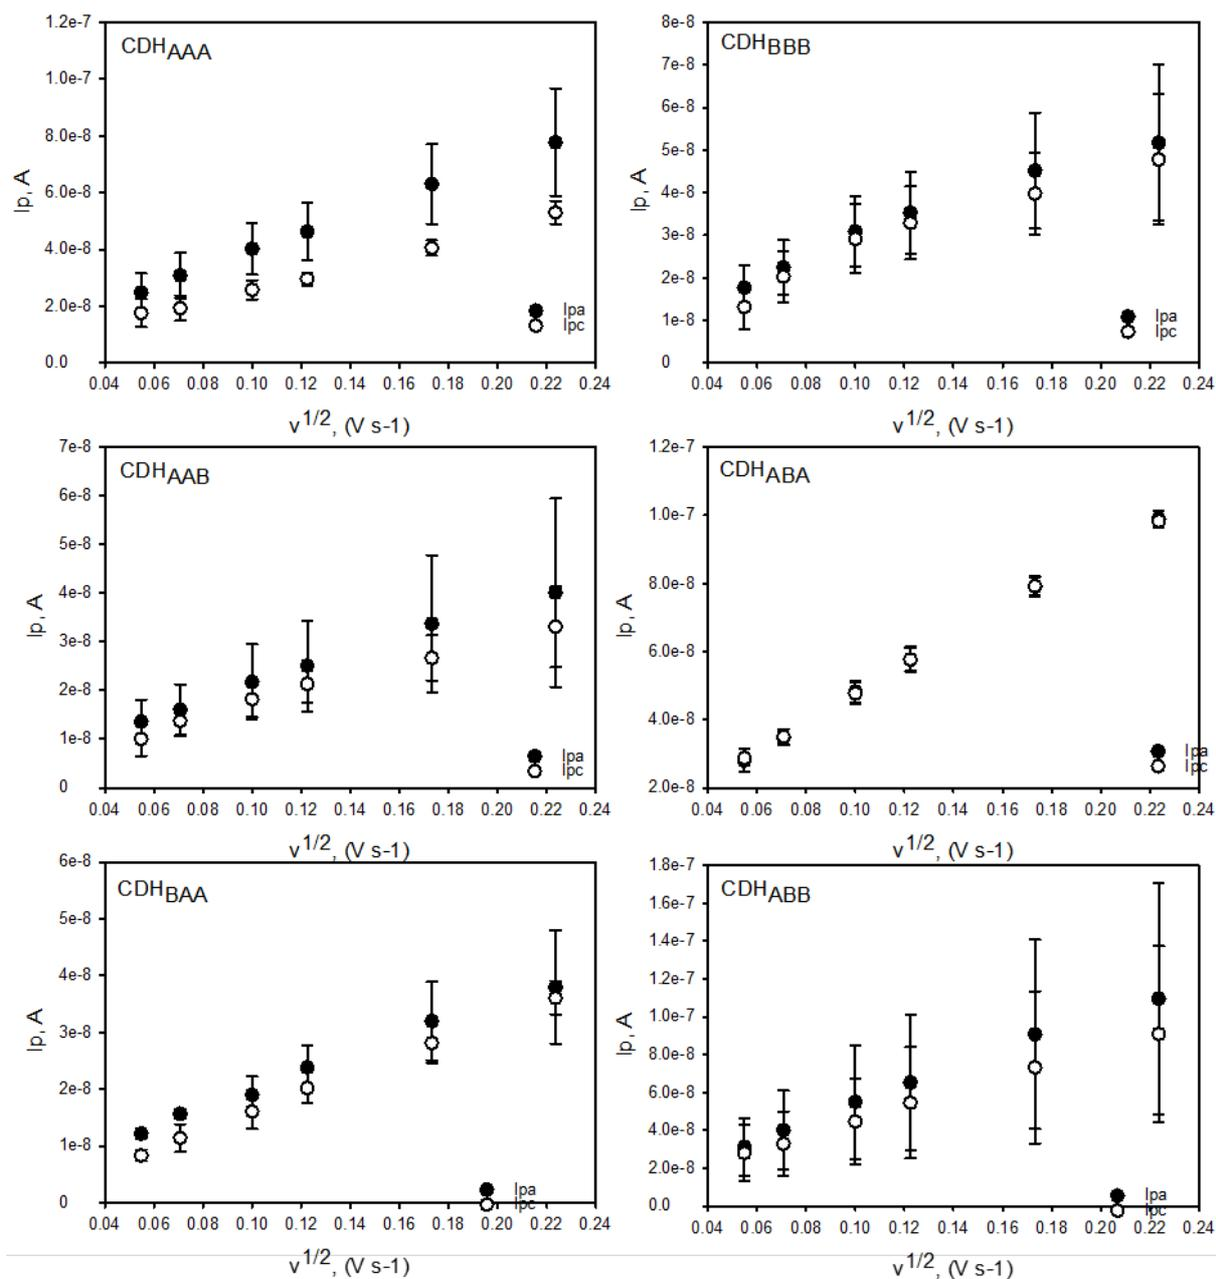 CDH_AAA
1.2e-7
1.0e-7
8.0e-8
6.0e-8
4.0e-8
2.0e-8
0.0
Ip, A
Ipa
Ipc
0.04 0.06 0.08 0.10 0.12 0.14 0.16 0.18 0.20 0.22 0.24
v^1/2, (V s-1)
CDH_BBB
8e-8
7e-8
6e-8
5e-8
4e-8
3e-8
2e-8
1e-8
0
Ip, A
Ipa
Ipc
0.04 0.06 0.08 0.10 0.12 0.14 0.16 0.18 0.20 0.22 0.24
v^1/2, (V s-1)
CDH_AAB
7e-8
6e-8
5e-8
4e-8
3e-8
2e-8
1e-8
0
Ip, A
Ipa
Ipc
0.04 0.06 0.08 0.10 0.12 0.14 0.16 0.18 0.20 0.22 0.24
v^1/2, (V s-1)
CDH_ABA
1.2e-7
1.0e-7
8.0e-8
6.0e-8
4.0e-8
2.0e-8
Ip, A
Ipa
Ipc
0.04 0.06 0.08 0.10 0.12 0.14 0.16 0.18 0.20 0.22 0.24
v^1/2, (V s-1)
CDH_BAA
6e-8
5e-8
4e-8
3e-8
2e-8
1e-8
0
Ip, A
Ipa
Ipc
0.04 0.06 0.08 0.10 0.12 0.14 0.16 0.18 0.20 0.22 0.24
v^1/2, (V s-1)
CDH_ABB
1.8e-7
1.6e-7
1.4e-7
1.2e-7
1.0e-7
8.0e-8
6.0e-8
4.0e-8
2.0e-8
0.0
Ip, A
Ipa
Ipc
0.04 0.06 0.08 0.10 0.12 0.14 0.16 0.18 0.20 0.22 0.24
v^1/2, (V s-1)